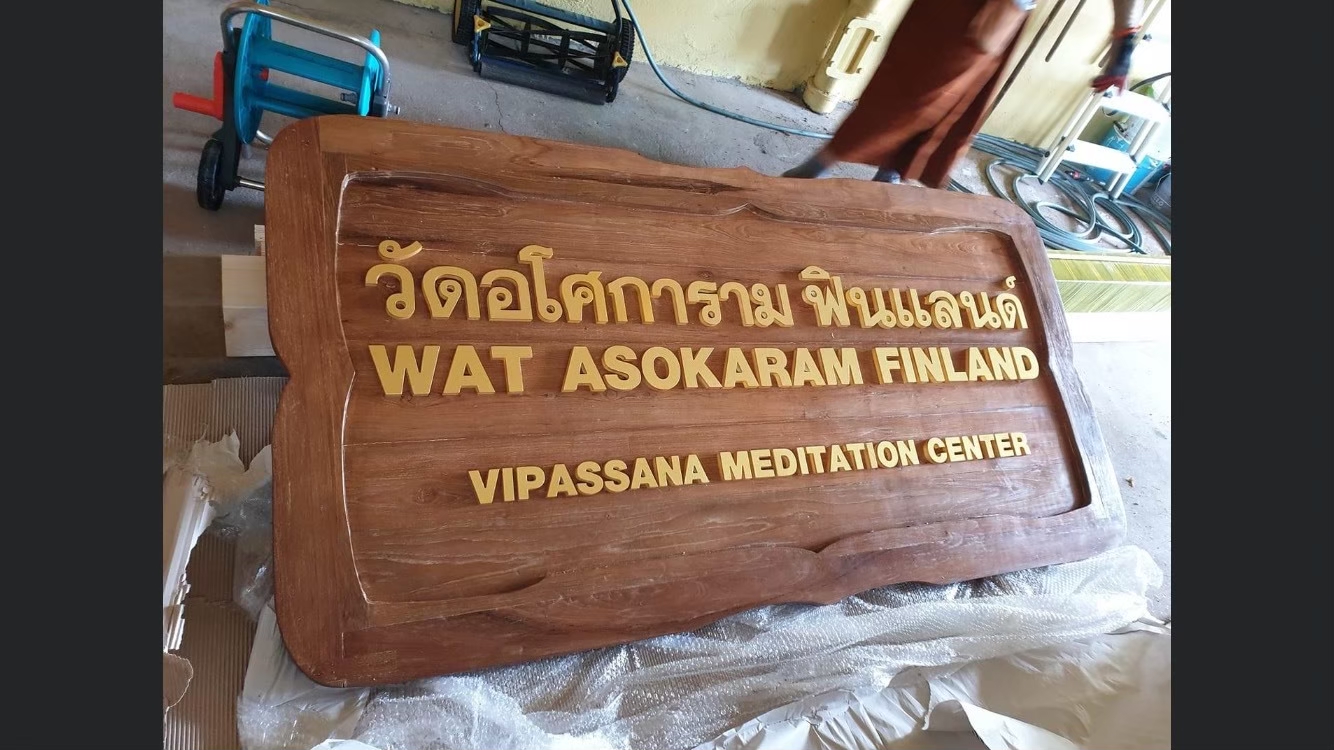 วัดอโศการาม ฟินแลนด์
WAT ASOKARAM FINLAND
VIPASSANA MEDITATION CENTER